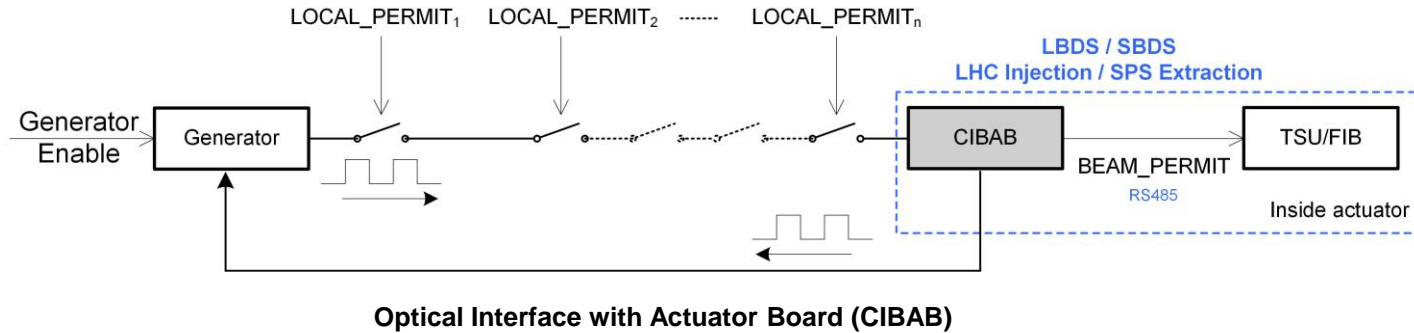 LOCAL_PERMIT₁ LOCAL_PERMIT₂ LOCAL_PERMITₙ
LBDS / SBDS
LHC Injection / SPS Extraction
Generator
Enable
Generator
CIBAB
TSU/FIB
BEAM_PERMIT
RS485
Inside actuator
Optical Interface with Actuator Board (CIBAB)